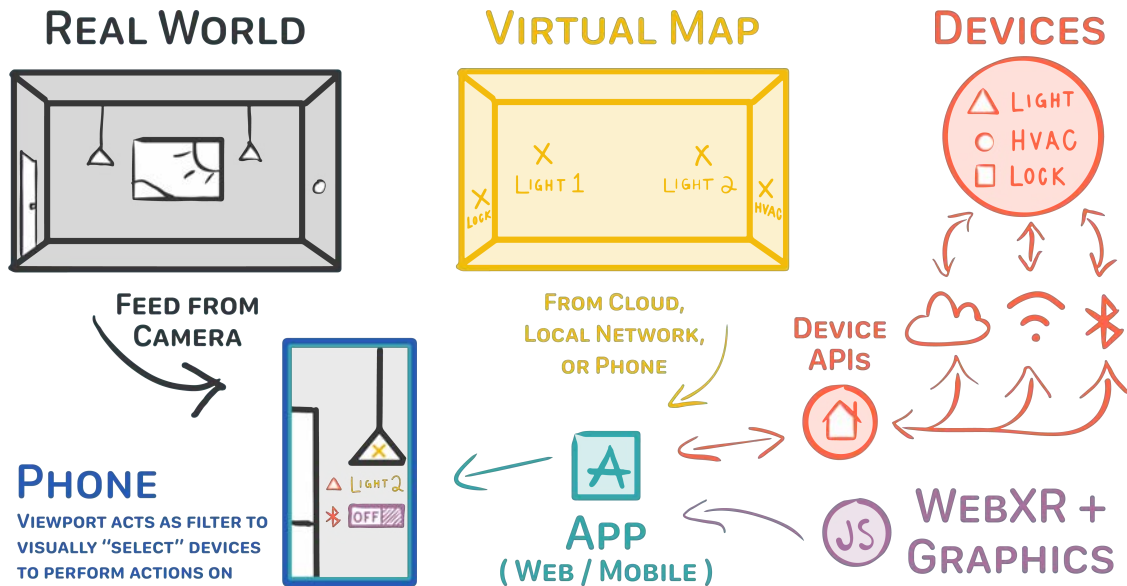 REAL WORLD
VIRTUAL MAP
DEVICES
LIGHT
HVAC
LOCK
LIGHT 1
LIGHT 2
LOCK
HVAC
FEED FROM
CAMERA
FROM CLOUD,
LOCAL NETWORK,
OR PHONE
DEVICE
APIS
PHONE
VIEWPORT ACTS AS FILTER TO
VISUALLY "SELECT" DEVICES
TO PERFORM ACTIONS ON
LIGHT 2
OFF
A
APP
(WEB / MOBILE)
JS
WEBXR +
GRAPHICS